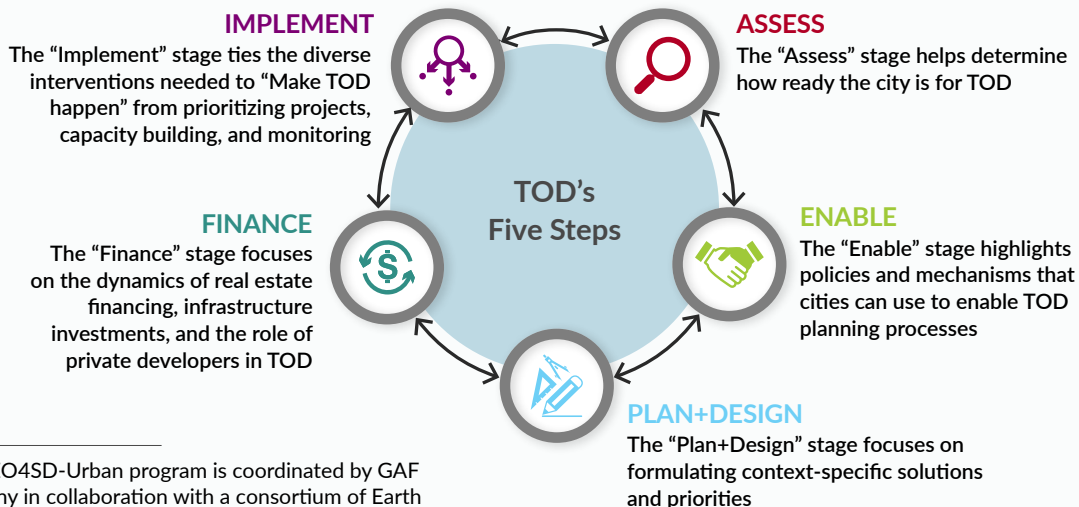 IMPLEMENT
The “Implement” stage ties the diverse
interventions needed to “Make TOD
happen” from prioritizing projects,
capacity building, and monitoring
ASSESS
The “Assess” stage helps determine
how ready the city is for TOD
TOD’s
Five Steps
FINANCE
The “Finance” stage focuses
on the dynamics of real estate
financing, infrastructure
investments, and the role of
private developers in TOD
$
ENABLE
The “Enable” stage highlights
policies and mechanisms that
cities can use to enable TOD
planning processes
PLAN+DESIGN
The “Plan+Design” stage focuses on
formulating context-specific solutions
and priorities
O4SD-Urban program is coordinated by GAF
ny in collaboration with a consortium of Earth